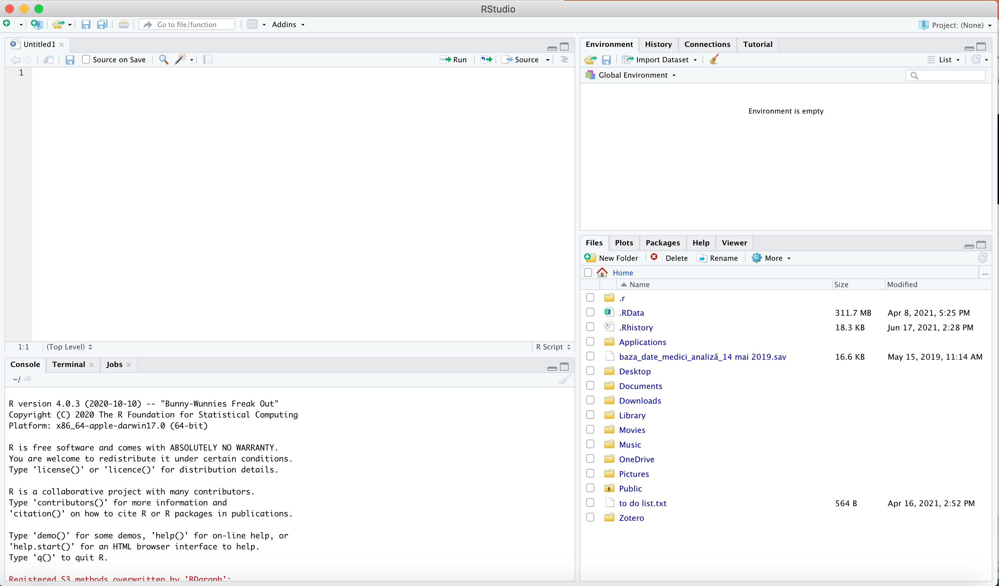 RStudio
Go to file/function
Addins
Project: (None)
Untitled1
Source on Save
Run
Source
1
1:1
(Top Level)
R Script
Console
Terminal
Jobs
~/
R version 4.0.3 (2020-10-10) -- "Bunny-Wunnies Freak Out"
Copyright (C) 2020 The R Foundation for Statistical Computing
Platform: x86_64-apple-darwin17.0 (64-bit)
R is free software and comes with ABSOLUTELY NO WARRANTY.
You are welcome to redistribute it under certain conditions.
Type 'license()' or 'licence()' for distribution details.
R is a collaborative project with many contributors.
Type 'contributors()' for more information and
'citation()' on how to cite R or R packages in publications.
Type 'demo()' for some demos, 'help()' for on-line help, or
'help.start()' for an HTML browser interface to help.
Type 'q()' to quit R.
Registered S3 methods overwritten by 'BDgraph':
Environment
History
Connections
Tutorial
Import Dataset
List
Global Environment
Environment is empty
Files
Plots
Packages
Help
Viewer
New Folder
Delete
Rename
More
Home
...
Name Size Modified
.r
.RData 311.7 MB Apr 8, 2021, 5:25 PM
.Rhistory 18.3 KB Jun 17, 2021, 2:28 PM
Applications
baza_date_medici_analiză_14 mai 2019.sav 16.6 KB May 15, 2019, 11:14 AM
Desktop
Documents
Downloads
Library
Movies
Music
OneDrive
Pictures
Public
to do list.txt 564 B Apr 16, 2021, 2:52 PM
Zotero